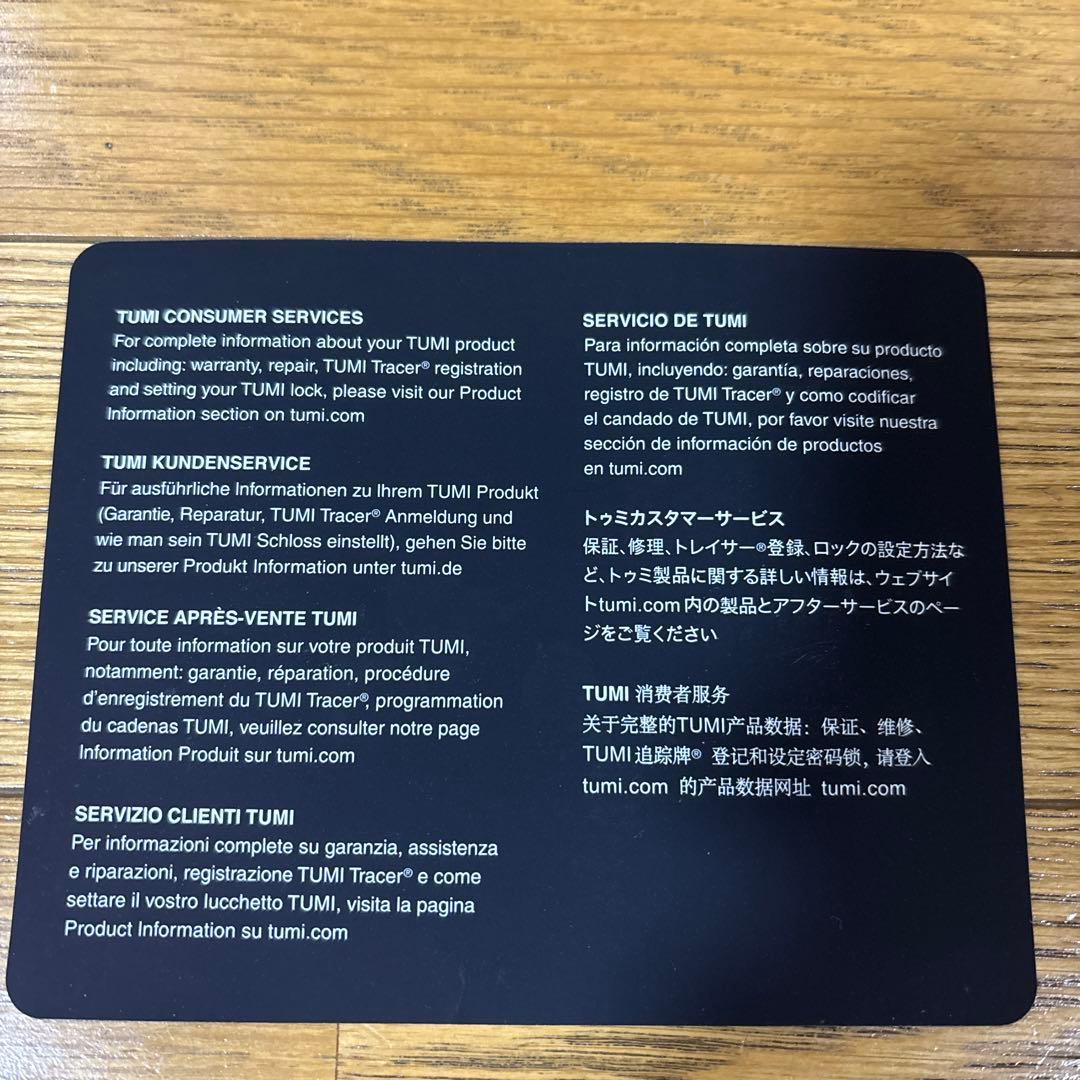 TUMI CONSUMER SERVICES
For complete information about your TUMI product
including: warranty, repair, TUMI Tracer® registration
and setting your TUMI lock, please visit our Product
Information section on tumi.com
TUMI KUNDENSERVICE
Für ausführliche Informationen zu Ihrem TUMI Produkt
(Garantie, Reparatur, TUMI Tracer® Anmeldung und
wie man sein TUMI Schloss einstellt), gehen Sie bitte
zu unserer Produkt Information unter tumi.de
SERVICE APRÈS-VENTE TUMI
Pour toute information sur votre produit TUMI,
notamment: garantie, réparation, procédure
d'enregistrement du TUMI Tracer®, programmation
du cadenas TUMI, veuillez consulter notre page
Information Produit sur tumi.com
SERVIZIO CLIENTI TUMI
Per informazioni complete su garanzia, assistenza
e riparazioni, registrazione TUMI Tracer® e come
settare il vostro lucchetto TUMI, visita la pagina
Product Information su tumi.com
SERVICIO DE TUMI
Para información completa sobre su producto
TUMI, incluyendo: garantía, reparaciones,
registro de TUMI Tracer® y como codificar
el candado de TUMI, por favor visite nuestra
sección de información de productos
en tumi.com
トゥミカスタマーサービス
保証、修理、トレイサー®登録、ロックの設定方法な
ど、トゥミ製品に関する詳しい情報は、ウェブサイ
トtumi.com内の製品とアフターサービスのペー
ジをご覧ください
TUMI 消费者服务
关于完整的TUMI产品数据：保证、维修、
TUMI追踪牌® 登记和设定密码锁，请登入
tumi.com 的产品数据网址 tumi.com